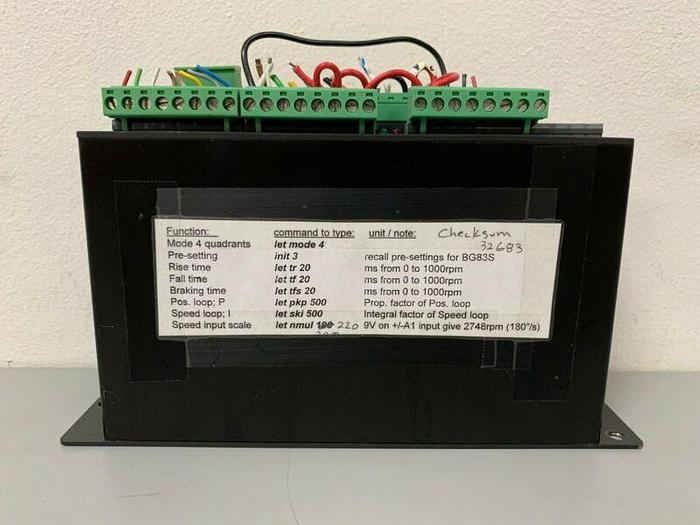 Function: command to type: unit / note: Checksum
Mode 4 quadrants let mode 4 32683
Pre-setting init 3 recall pre-settings for BG83S
Rise time let tr 20 ms from 0 to 1000rpm
Fall time let tf 20 ms from 0 to 1000rpm
Braking time let tfs 20 ms from 0 to 1000rpm
Pos. loop; P let pkp 500 Prop. factor of Pos. loop
Speed loop; I let ski 500 Integral factor of Speed loop
Speed input scale let nmul 220 9V on +/-A1 input give 2748rpm (180°/s)